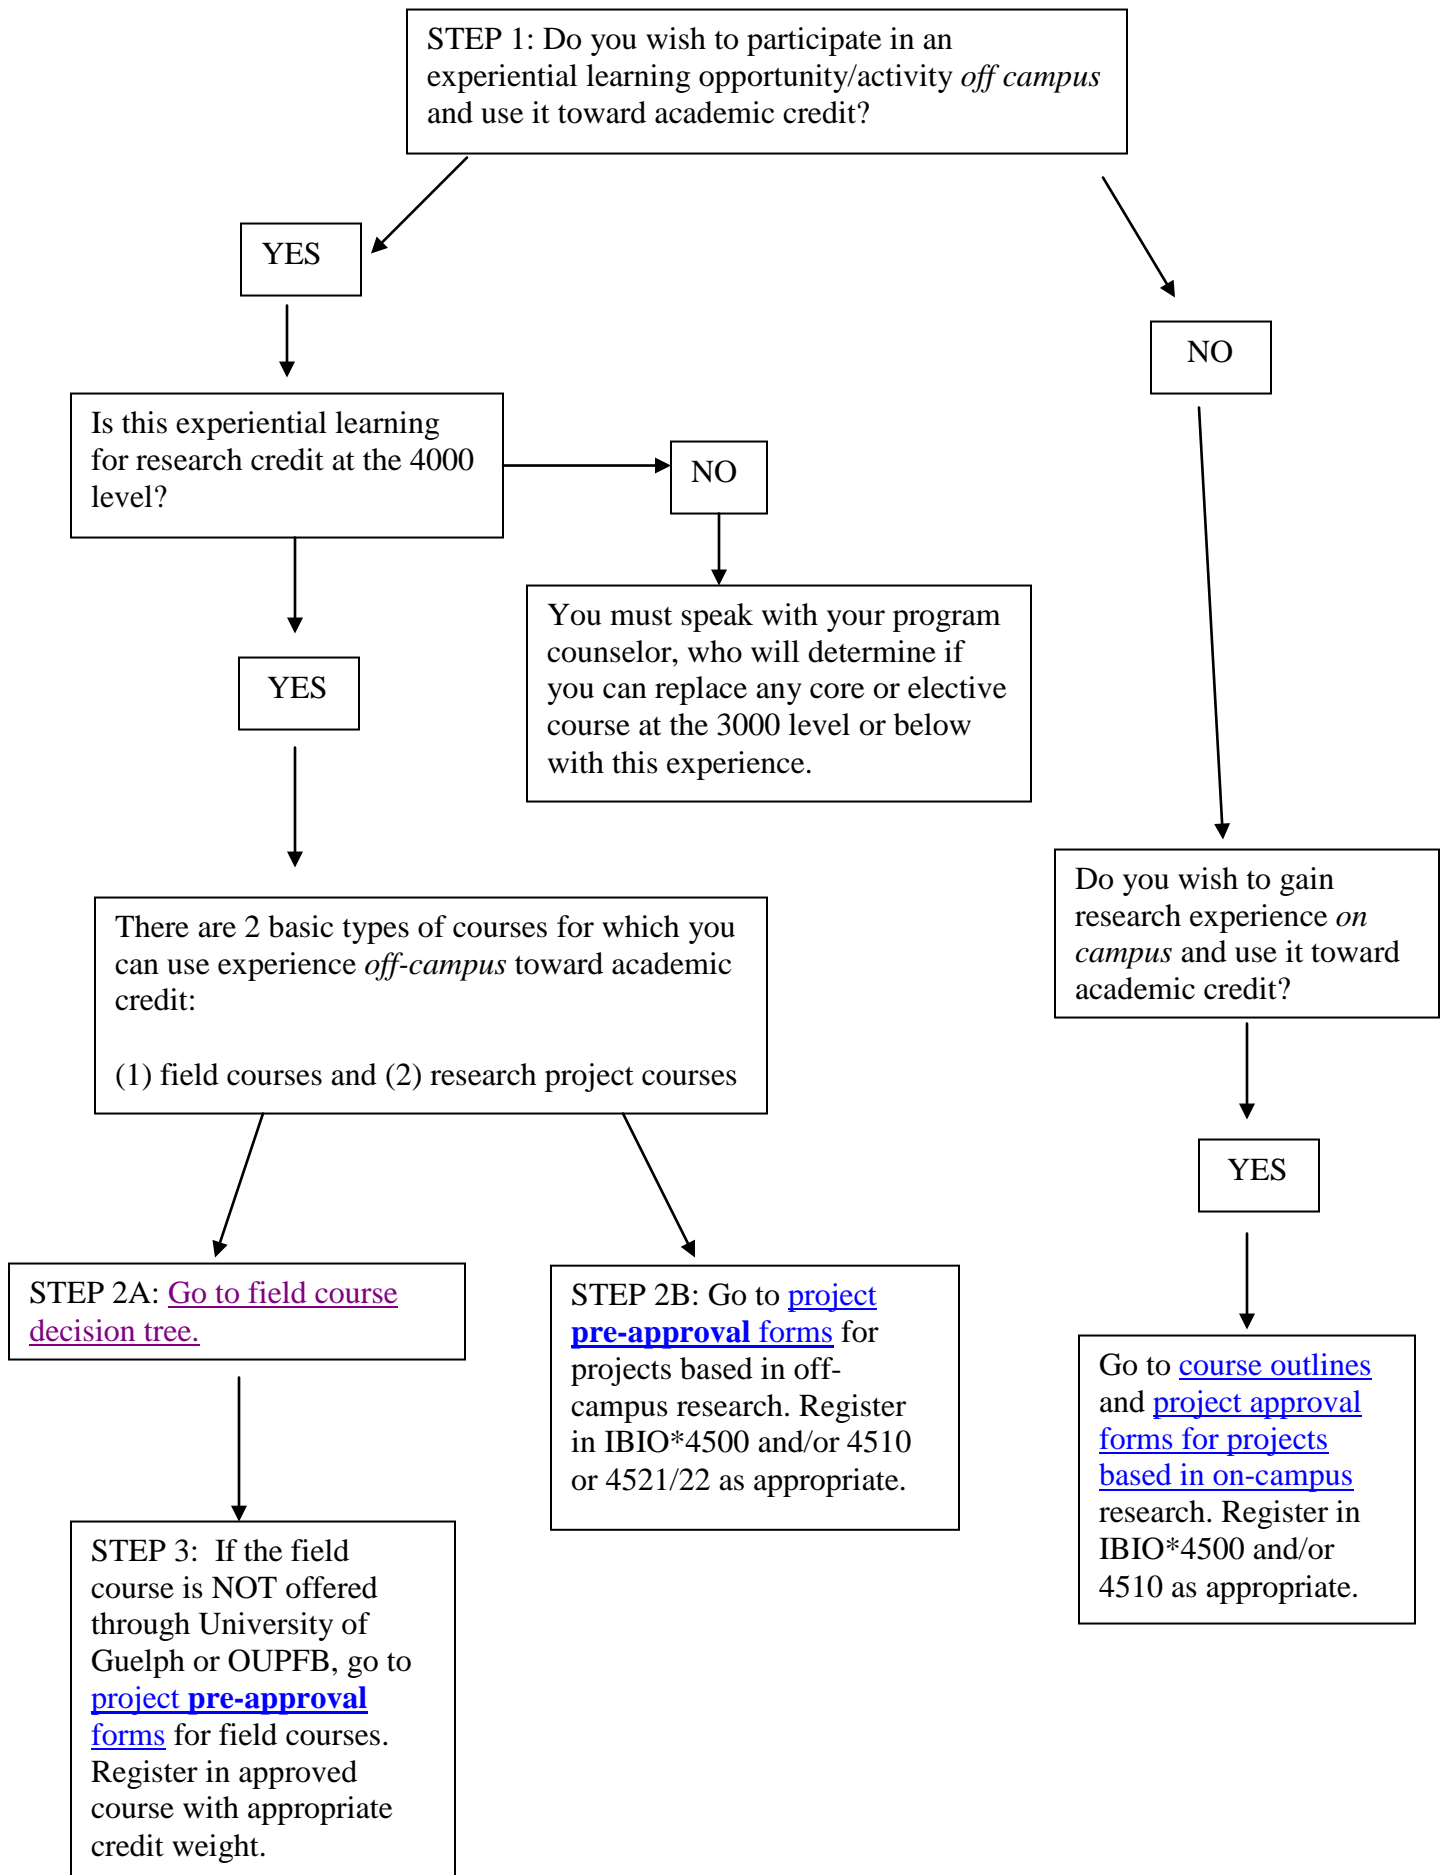 STEP 1: Do you wish to participate in an
experiential learning opportunity/activity off campus
and use it toward academic credit?
YES
NO
Is this experiential learning
for research credit at the 4000
level?
NO
You must speak with your program
counselor, who will determine if
you can replace any core or elective
course at the 3000 level or below
with this experience.
YES
There are 2 basic types of courses for which you
can use experience off-campus toward academic
credit:
(1) field courses and (2) research project courses
Do you wish to gain
research experience on
campus and use it toward
academic credit?
YES
STEP 2A: Go to field course
decision tree.
STEP 2B: Go to project
pre-approval forms for
projects based in off-
campus research. Register
in IBIO*4500 and/or 4510
or 4521/22 as appropriate.
Go to course outlines
and project approval
forms for projects
based in on-campus
research. Register in
IBIO*4500 and/or
4510 as appropriate.
STEP 3:  If the field
course is NOT offered
through University of
Guelph or OUPFB, go to
project pre-approval
forms for field courses.
Register in approved
course with appropriate
credit weight.